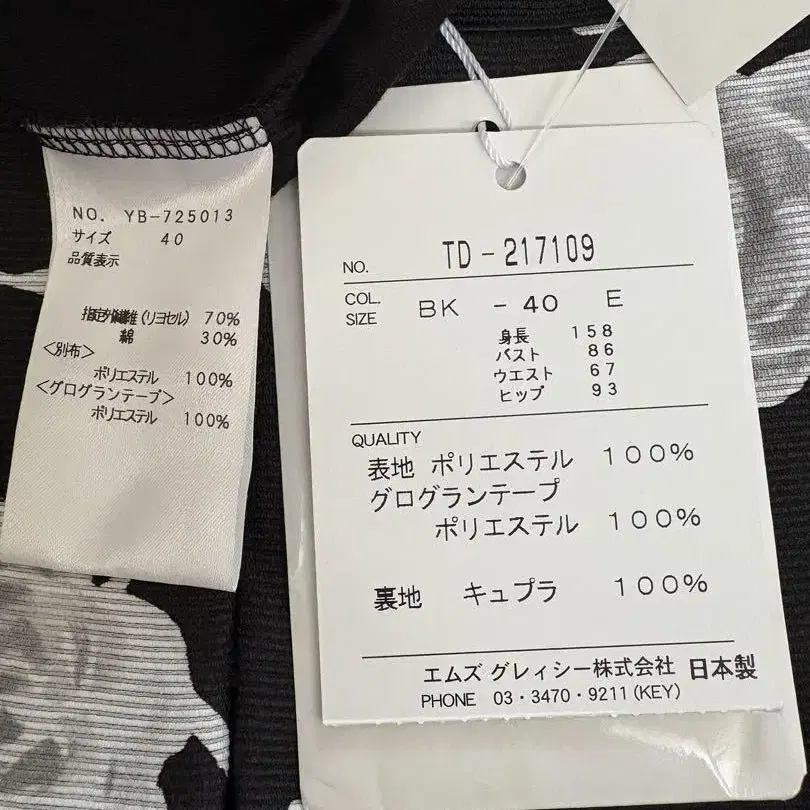 NO. YB-725013
サイズ 40
品質表示
指定外繊維(リヨセル) 70%
綿 30%
<別布>
ポリエステル 100%
<グログランテープ>
ポリエステル 100%
NO. TD-217109
COL. SIZE BK - 40 E
身長 158
バスト 86
ウエスト 67
ヒップ 93
QUALITY
表地 ポリエステル 100%
グログランテープ
ポリエステル 100%
裏地 キュプラ 100%
エムズ グレィシー株式会社 日本製
PHONE 03・3470・9211(KEY)